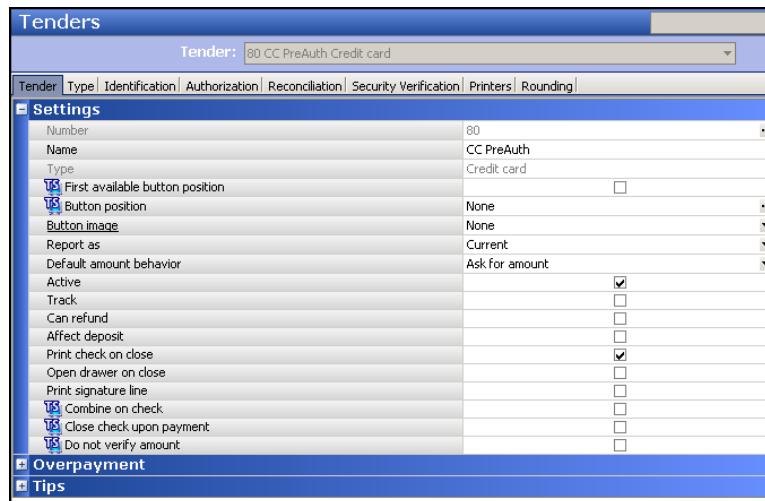 Tenders
Tender: 80 CC PreAuth Credit card
Tender Type Identification Authorization Reconciliation Security Verification Printers Rounding
Settings
Number 80
Name CC PreAuth
Type Credit card
First available button position
Button position None
Button image None
Report as Current
Default amount behavior Ask for amount
Active
Track
Can refund
Affect deposit
Print check on close
Open drawer on close
Print signature line
Combine on check
Close check upon payment
Do not verify amount
Overpayment
Tips